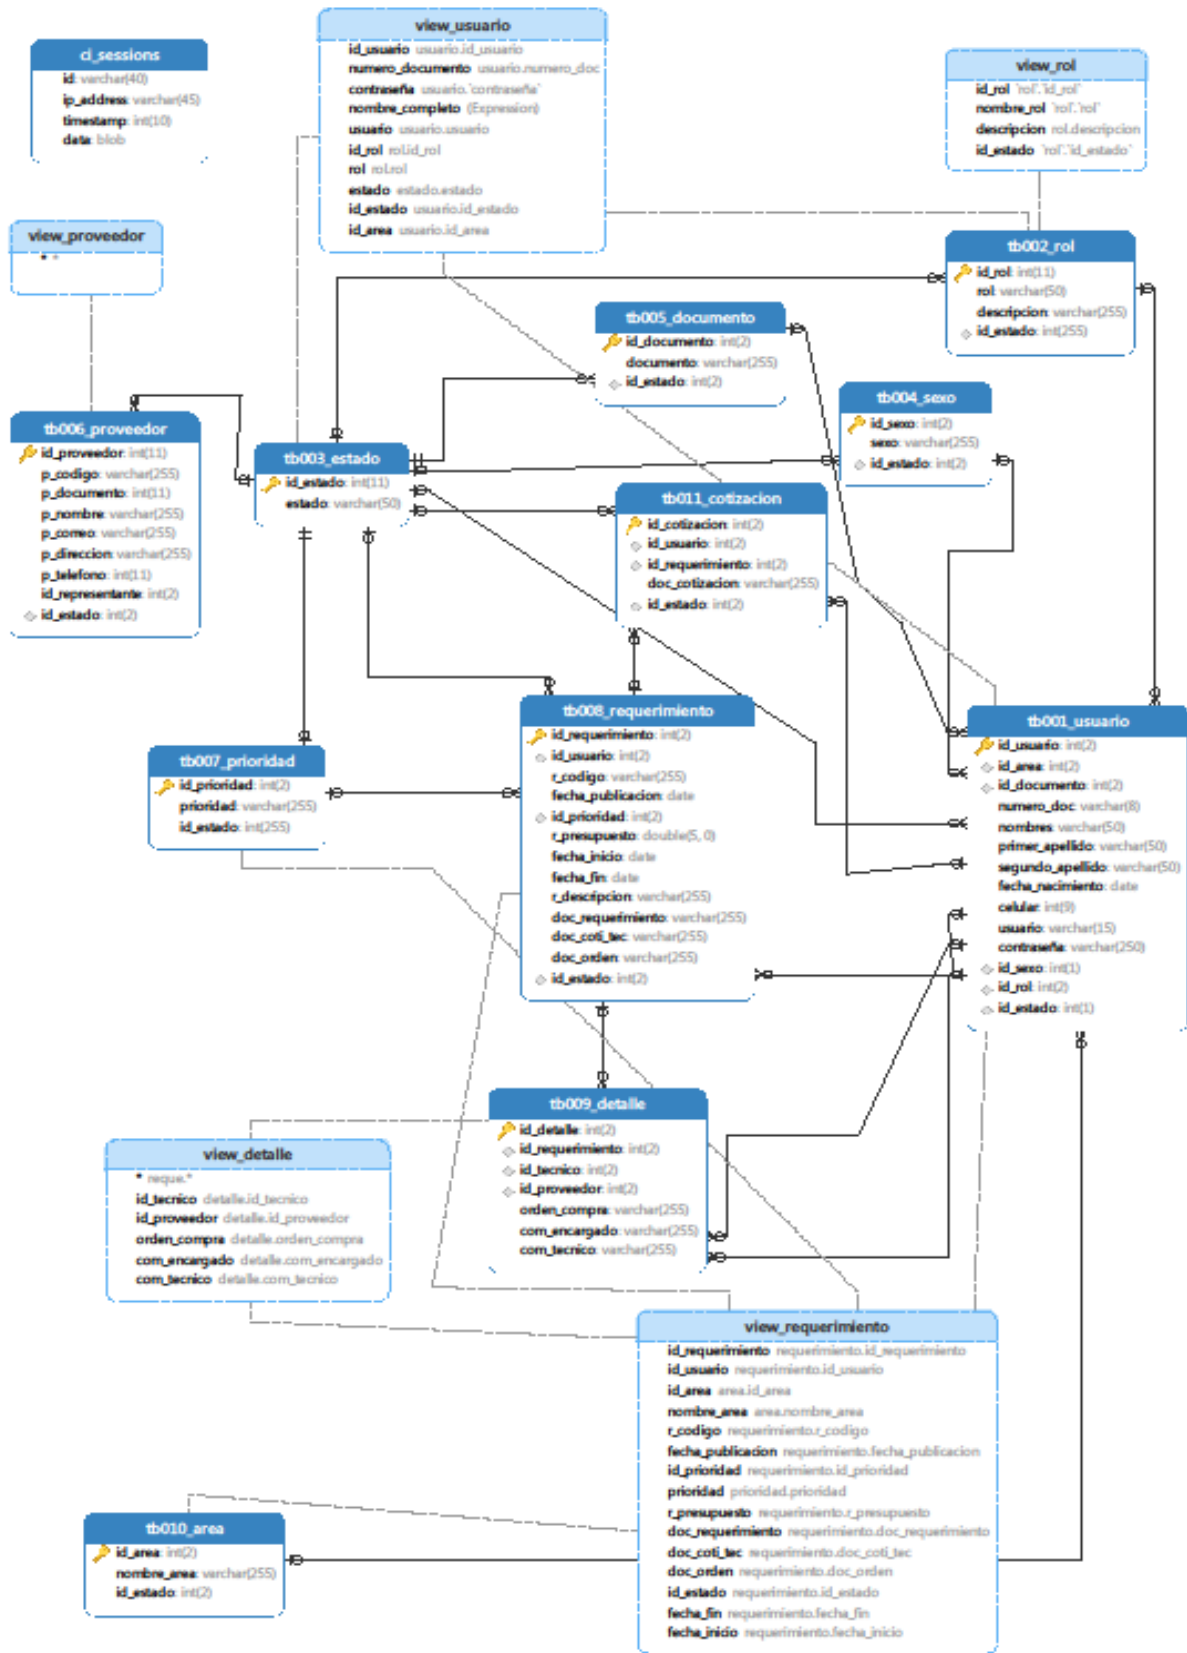 view_usuario
id_usuario usuario.id_usuario
numero_documento usuario.numero_doc
contraseña usuario.`contraseña`
nombre_completo (Expression)
usuario usuario.usuario
id_rol rol.id_rol
rol rol.rol
estado estado.estado
id_estado usuario.id_estado
id_area usuario.id_area
ci_sessions
id: varchar(40)
ip_address: varchar(45)
timestamp: int(10)
data: blob
view_rol
id_rol `rol`.`id_rol`
nombre_rol `rol`.`rol`
descripcion rol.descripcion
id_estado `rol`.`id_estado`
view_proveedor
* *
tb002_rol
id_rol: int(11)
rol: varchar(50)
descripcion: varchar(255)
id_estado: int(255)
tb005_documento
id_documento: int(2)
documento: varchar(255)
id_estado: int(2)
tb004_sexo
id_sexo: int(2)
sexo: varchar(255)
id_estado: int(2)
tb006_proveedor
id_proveedor: int(11)
p_codigo: varchar(255)
p_documento: int(11)
p_nombre: varchar(255)
p_correo: varchar(255)
p_direccion: varchar(255)
p_telefono: int(11)
id_representante: int(2)
id_estado: int(2)
tb003_estado
id_estado: int(11)
estado: varchar(50)
tb011_cotizacion
id_cotizacion: int(2)
id_usuario: int(2)
id_requerimiento: int(2)
doc_cotizacion: varchar(255)
id_estado: int(2)
tb008_requerimiento
id_requerimiento: int(2)
id_usuario: int(2)
r_codigo: varchar(255)
fecha_publicacion: date
id_prioridad: int(2)
r_presupuesto: double(5, 0)
fecha_inicio: date
fecha_fin: date
r_descripcion: varchar(255)
doc_requerimiento: varchar(255)
doc_coti_tec: varchar(255)
doc_orden: varchar(255)
id_estado: int(2)
tb001_usuario
id_usuario: int(2)
id_area: int(2)
id_documento: int(2)
numero_doc: varchar(8)
nombres: varchar(50)
primer_apellido: varchar(50)
segundo_apellido: varchar(50)
fecha_nacimiento: date
celular: int(9)
usuario: varchar(15)
contraseña: varchar(250)
id_sexo: int(1)
id_rol: int(2)
id_estado: int(1)
tb007_prioridad
id_prioridad: int(2)
prioridad: varchar(255)
id_estado: int(255)
tb009_detalle
id_detalle: int(2)
id_requerimiento: int(2)
id_tecnico: int(2)
id_proveedor: int(2)
orden_compra: varchar(255)
com_encargado: varchar(255)
com_tecnico: varchar(255)
view_detalle
* reque.*
id_tecnico detalle.id_tecnico
id_proveedor detalle.id_proveedor
orden_compra detalle.orden_compra
com_encargado detalle.com_encargado
com_tecnico detalle.com_tecnico
view_requerimiento
id_requerimiento requerimiento.id_requerimiento
id_usuario requerimiento.id_usuario
id_area area.id_area
nombre_area area.nombre_area
r_codigo requerimiento.r_codigo
fecha_publicacion requerimiento.fecha_publicacion
id_prioridad requerimiento.id_prioridad
prioridad prioridad.prioridad
r_presupuesto requerimiento.r_presupuesto
doc_requerimiento requerimiento.doc_requerimiento
doc_coti_tec requerimiento.doc_coti_tec
doc_orden requerimiento.doc_orden
id_estado requerimiento.id_estado
fecha_fin requerimiento.fecha_fin
fecha_inicio requerimiento.fecha_inicio
tb010_area
id_area: int(2)
nombre_area: varchar(255)
id_estado: int(2)